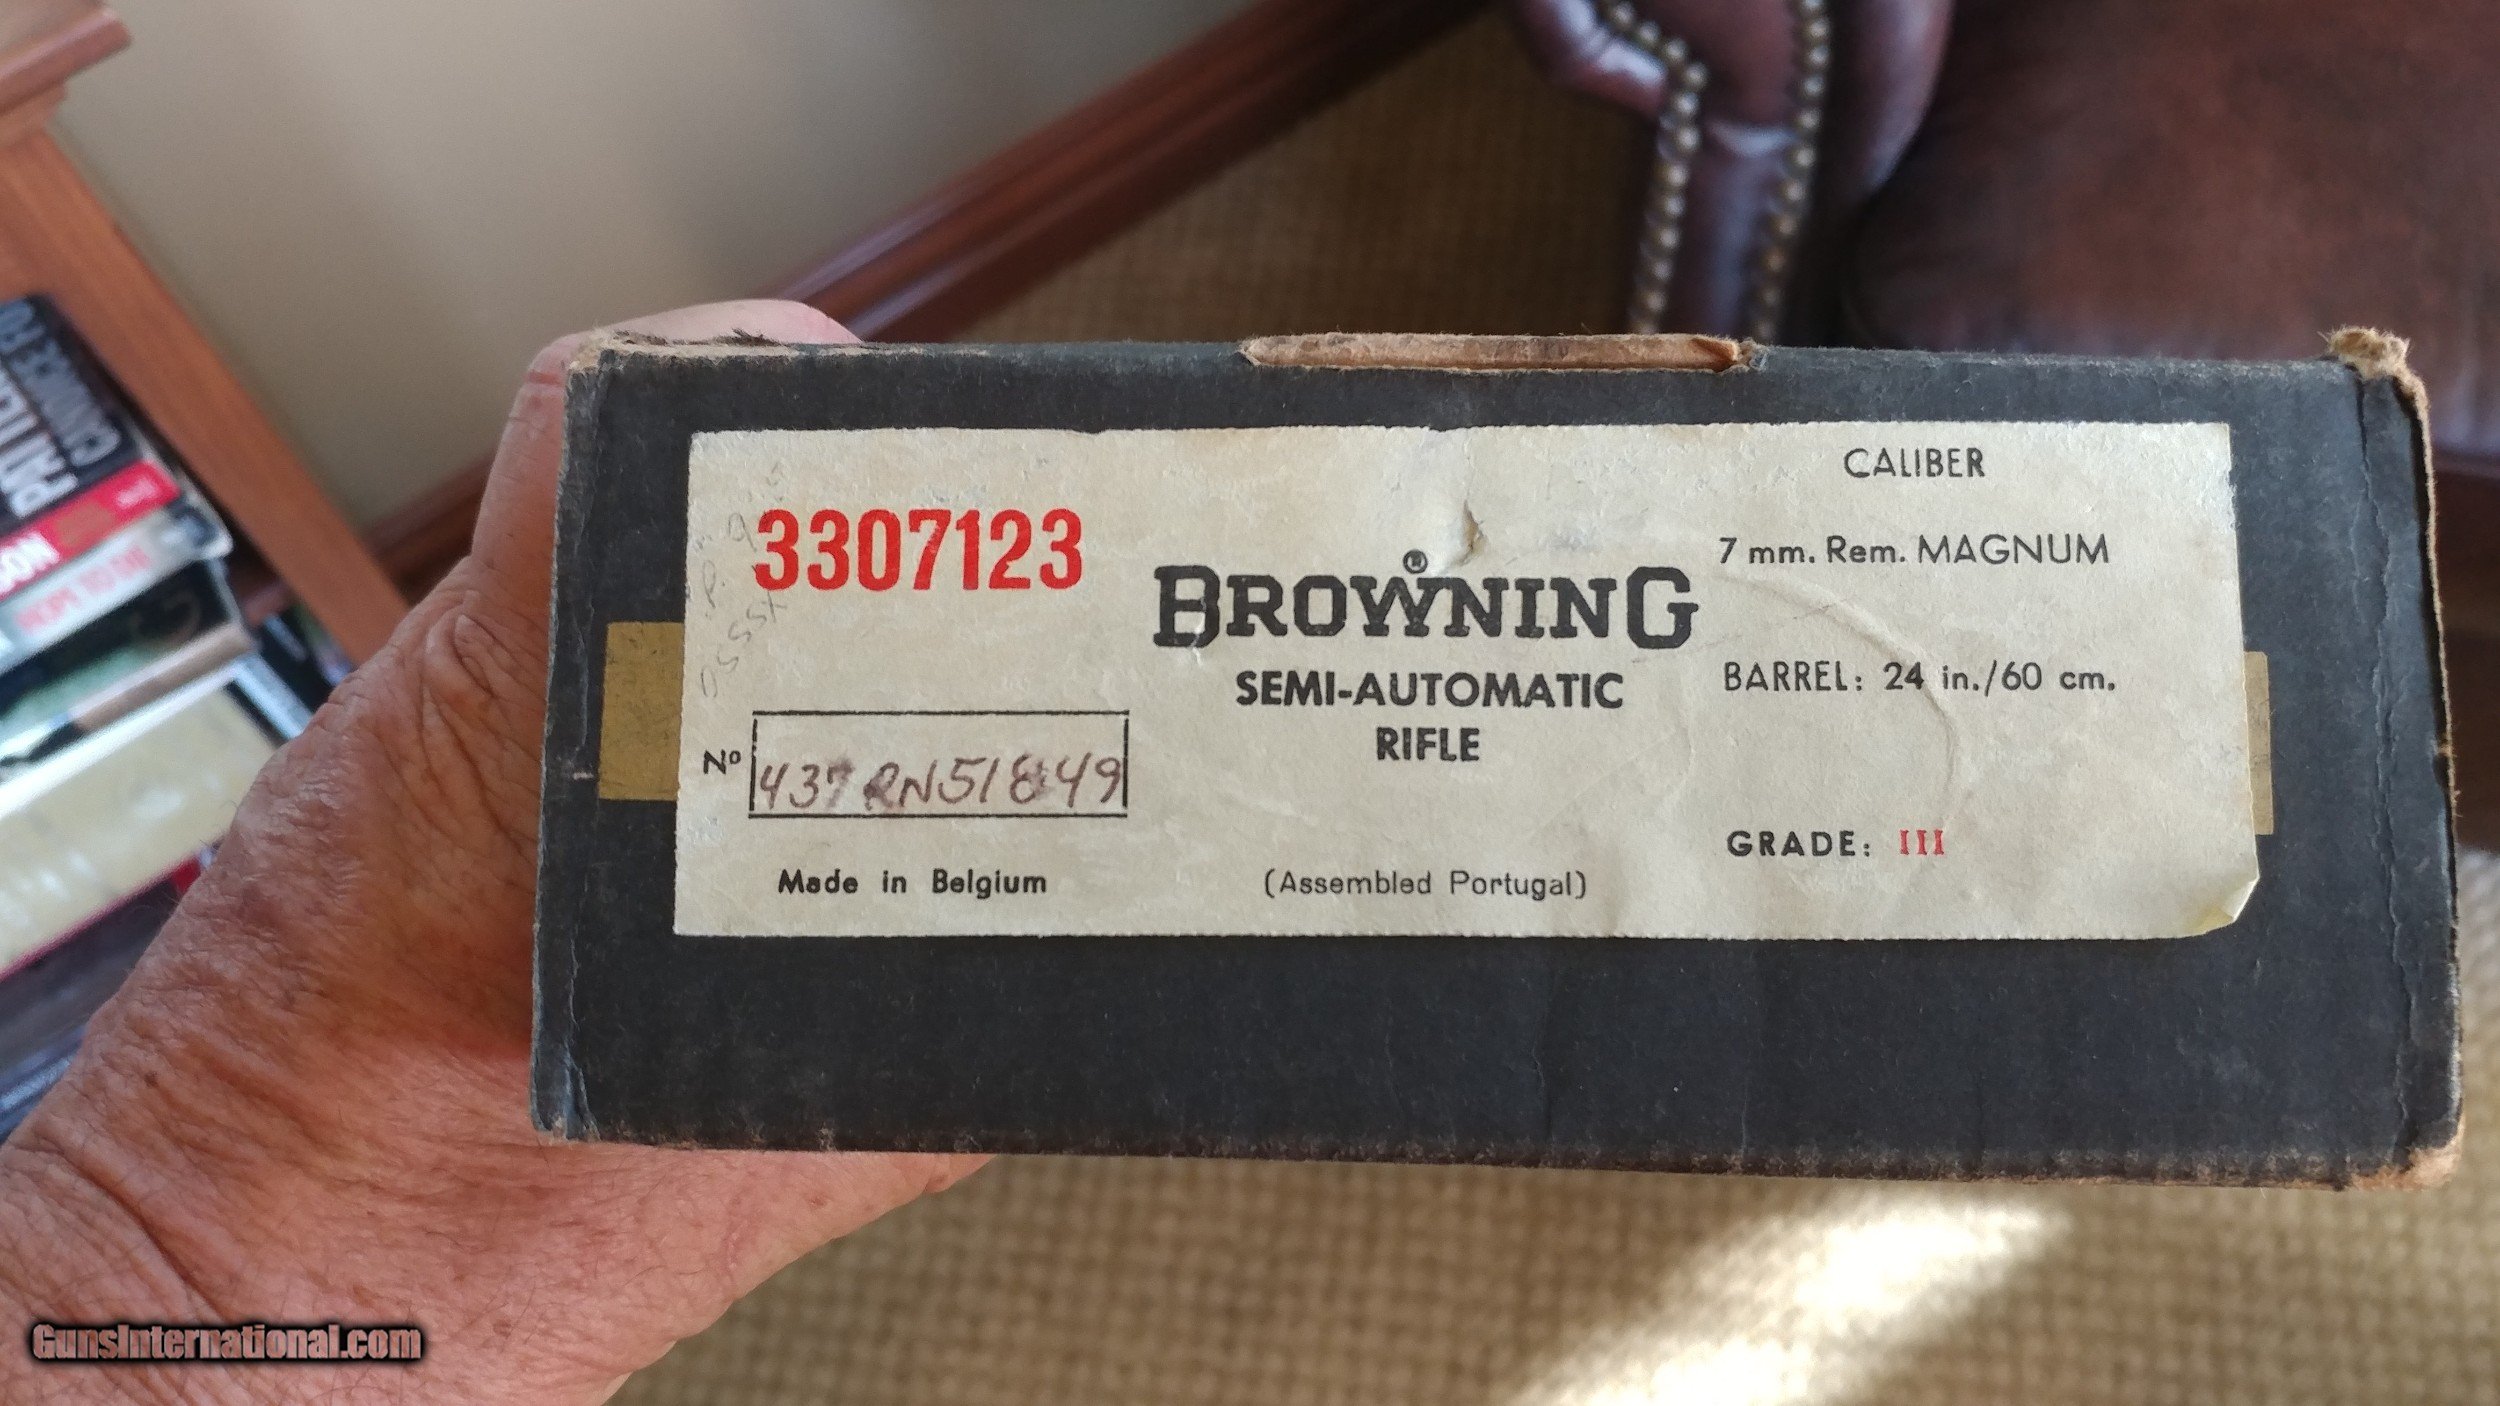 3307123
BROWNING
®
SEMI-AUTOMATIC
RIFLE
CALIBER
7 mm. Rem. MAGNUM
BARREL: 24 in./60 cm.
GRADE: III
Nº 437RN51849
Made in Belgium
(Assembled Portugal)
GunsInternational.com